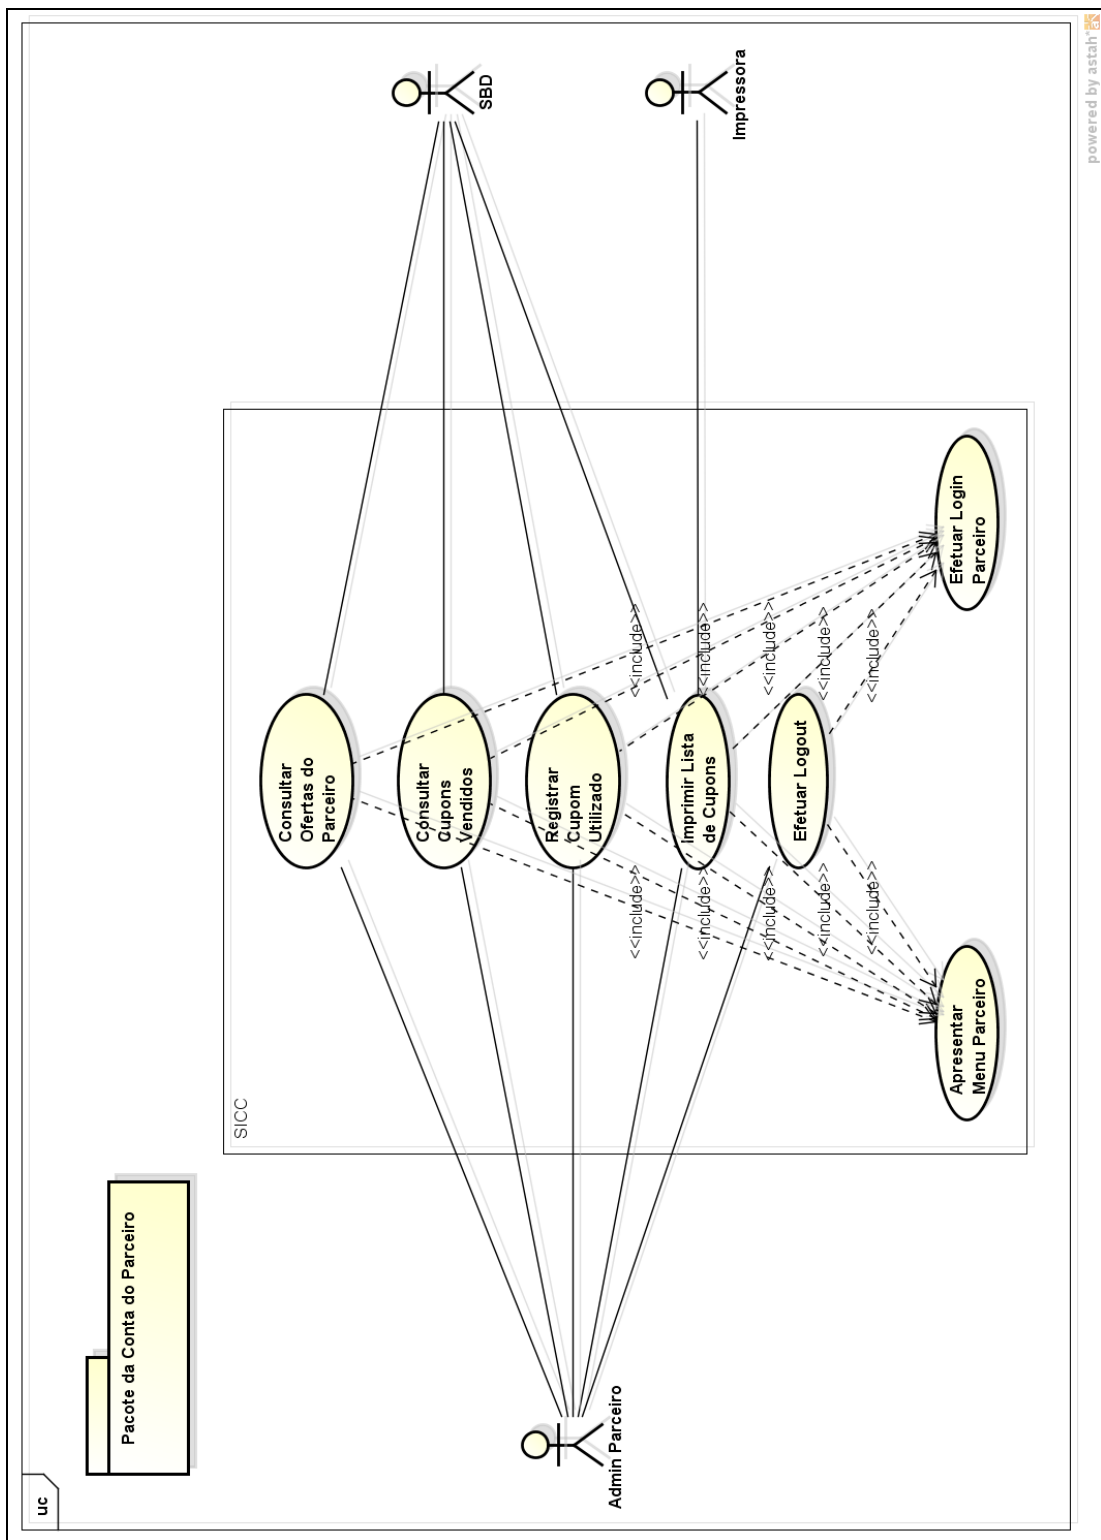 uc
Pacote da Conta do Parceiro
SICC
Admin Parceiro
Consultar
Ofertas do
Parceiro
Consultar
Cupons
Vendidos
Registrar
Cupom
Utilizado
Imprimir Lista
de Cupons
Efetuar Logout
<<include>>
<<include>>
<<include>>
<<include>>
<<include>>
<<include>>
<<include>>
<<include>>
<<include>>
<<include>>
Apresentar
Menu Parceiro
Efetuar Login
Parceiro
SBD
Impressora
powered by astah*